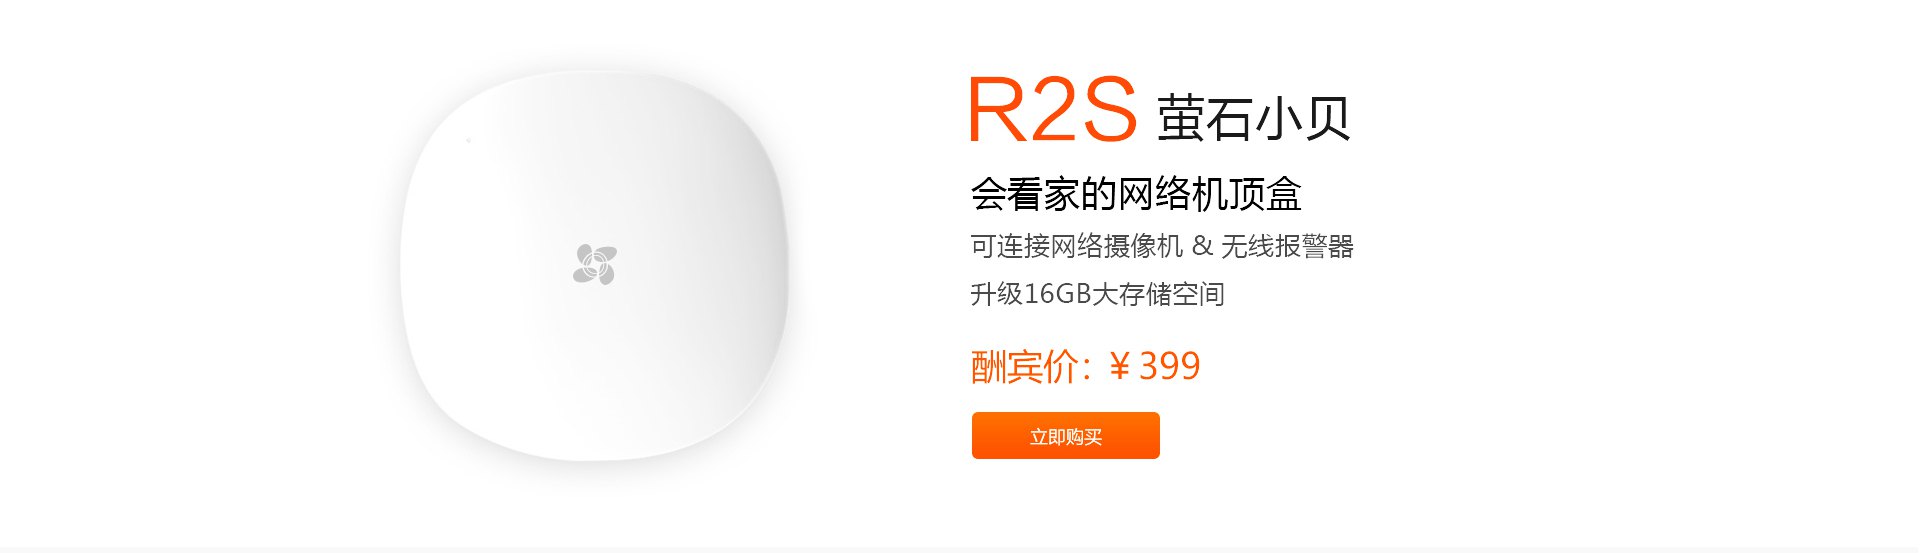 R2S 萤石小贝
会看家的网络机顶盒
可连接网络摄像机 & 无线报警器
升级16GB大存储空间
酬宾价：¥ 399
立即购买